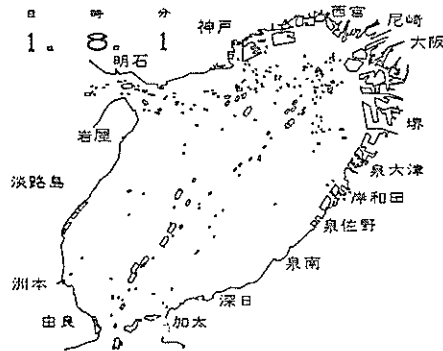 日 時 分
1。 8。 1
神戸
西宮
尼崎
大阪
明石
堺
岩屋
泉大津
淡路島
岸和田
泉佐野
泉南
洲本
深日
由良
加太